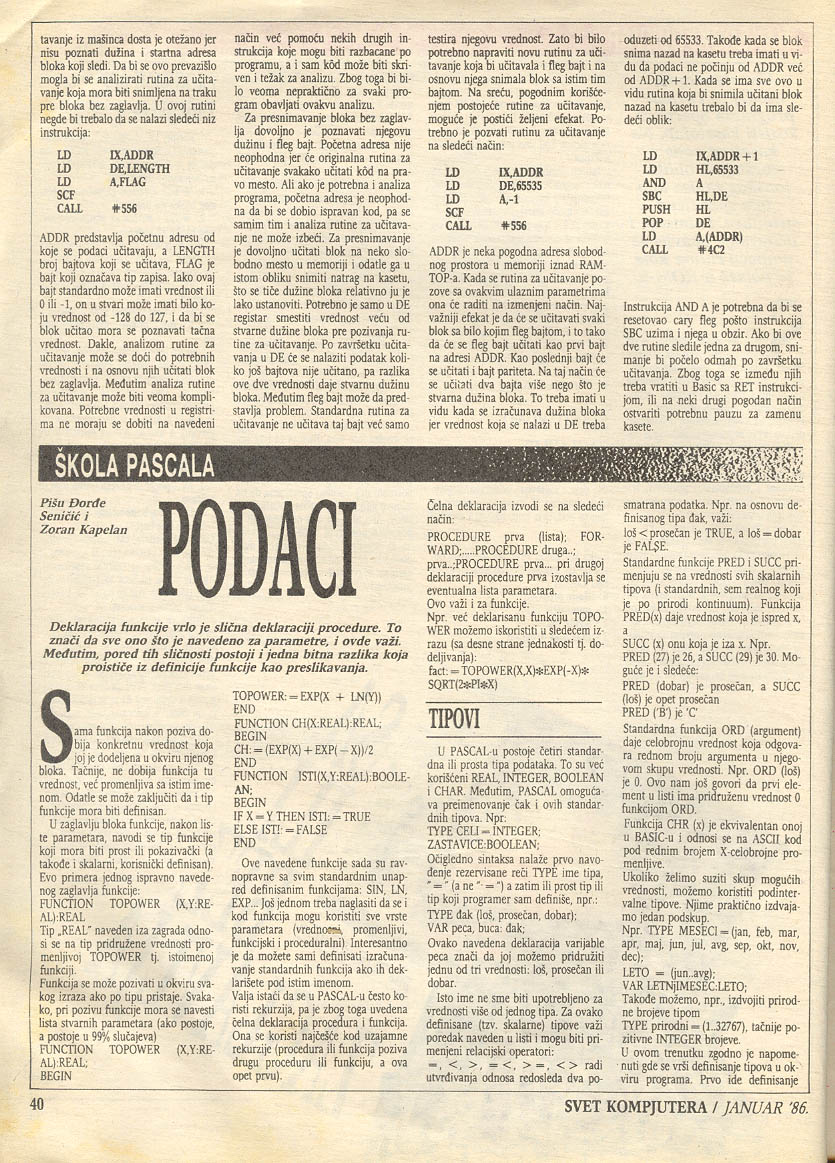 tavanje iz mašinca dosta je otežano jer
nisu poznati dužina i startna adresa
bloka koji sledi. Da bi se ovo prevazišlo
mogla bi se analizirati rutina za učita-
vanje koja mora biti snimljena na traku
pre bloka bez zaglavlja. U ovoj rutini
negde bi trebalo da se nalazi sledeći niz
instrukcija:
LD IX,ADDR
LD DE,LENGTH
LD A,FLAG
SCF
CALL #556
ADDR predstavlja početnu adresu od
koje se podaci učitavaju, a LENGTH
broj bajtova koji se učitava, FLAG je
bajt koji označava tip zapisa. Iako ovaj
bajt standardno može imati vrednost ili
0 ili -1, on u stvari može imati bilo ko-
ju vrednost od -128 do 127, i da bi se
blok učitao mora se poznavati tačna
vrednost. Dakle, analizom rutine za
učitavanje može se doći do potrebnih
vrednosti i na osnovu njih učitati blok
bez zaglavlja. Međutim analiza rutine
za učitavanje može biti veoma kompli-
kovana. Potrebne vrednosti u registri-
ma ne moraju se dobiti na navedeni
način već pomoću nekih drugih in-
strukcija koje mogu biti razbacane po
programu, a i sam kôd može biti skri-
ven i težak za analizu. Zbog toga bi bi-
lo veoma nepraktično za svaki pro-
gram obavljati ovakvu analizu.
Za presnimavanje bloka bez zaglav-
lja dovoljno je poznavati njegovu
dužinu i fleg bajt. Početna adresa nije
neophodna jer će originalna rutina za
učitavanje svakako učitati kôd na pra-
vo mesto. Ali ako je potrebna i analiza
programa, početna adresa je neophod-
na da bi se dobio ispravan kod, pa se
samim tim i analiza rutine za učitava-
nje ne može izbeći. Za presnimavanje
je dovoljno učitati blok na neko slo-
bodno mesto u memoriji i odatle ga u
istom obliku snimiti natrag na kasetu,
što se tiče dužine bloka relativno ju je
lako ustanoviti. Potrebno je samo u DE
registar smestiti vrednost veću od
stvarne dužine bloka pre pozivanja ru-
tine za učitavanje. Po završetku učita-
vanja u DE će se nalaziti podatak koli-
ko još bajtova nije učitano, pa razlika
ove dve vrednosti daje stvarnu dužinu
bloka. Međutim fleg bajt može da pred-
stavlja problem. Standardna rutina za
učitavanje ne učitava taj bajt već samo
testira njegovu vrednost. Zato bi bilo
potrebno napraviti novu rutinu za uči-
tavanje koja bi učitavala i fleg bajt i na
osnovu njega snimala blok sa istim tim
bajtom. Na sreću, pogodnim korišće-
njem postojeće rutine za učitavanje,
moguće je postići željeni efekat. Po-
trebno je pozvati rutinu za učitavanje
na sledeći način:
LD IX,ADDR
LD DE,65535
LD A,-1
SCF
CALL #556
ADDR je neka pogodna adresa slobod-
nog prostora u memoriji iznad RAM-
TOP-a. Kada se rutina za učitavanje po-
zove sa ovakvim ulaznim parametrima
ona će raditi na izmenjeni način. Naj-
važniji efekat je da će se učitavati svaki
blok sa bilo kojim fleg bajtom, i to tako
da će se fleg bajt učitati kao prvi bajt
na adresi ADDR. Kao poslednji bajt će
se učitati i bajt pariteta. Na taj način će
se učitati dva bajta više nego što je
stvarna dužina bloka. To treba imati u
vidu kada se izračunava dužina bloka
jer vrednost koja se nalazi u DE treba
oduzeti od 65533. Takođe kada se blok
snima nazad na kasetu treba imati u vi-
du da podaci ne počinju od ADDR već
od ADDR+1. Kada se ima sve ovo u
vidu rutina koja bi snimila učitani blok
nazad na kasetu trebalo bi da ima sle-
deći oblik:
LD IX,ADDR+1
LD HL,65533
AND A
SBC HL,DE
PUSH HL
POP DE
LD A,(ADDR)
CALL #4C2
Instrukcija AND A je potrebna da bi se
resetovao cary fleg pošto instrukcija
SBC uzima i njega u obzir. Ako bi ove
dve rutine sledile jedna za drugom, sni-
manje bi počelo odmah po završetku
učitavanja. Zbog toga se između njih
treba vratiti u Basic sa RET instrukci-
jom, ili na neki drugi pogodan način
ostvariti potrebnu pauzu za zamenu
kasete.
ŠKOLA PASCALA
Pišu Đorđe
Seničić i
Zoran Kapelan
PODACI
Deklaracija funkcije vrlo je slična deklaraciji procedure. To
znači da sve ono što je navedeno za parametre, i ovde važi.
Međutim, pored tih sličnosti postoji i jedna bitna razlika koja
proističe iz definicije funkcije kao preslikavanja.
Sama funkcija nakon poziva do-
bija konkretnu vrednost koja
joj je dodeljena u okviru njenog
bloka. Tačnije, ne dobija funkcija tu
vrednost, već promenljiva sa istim ime-
nom. Odatle se može zaključiti da i tip
funkcije mora biti definisan.
U zaglavlju bloka funkcije, nakon lis-
te parametara, navodi se tip funkcije
koji mora biti prost ili pokazivački (a
takođe i skalarni, korisnički definisan).
Evo primera jednog ispravno navede-
nog zaglavlja funkcije:
FUNCTION TOPOWER (X,Y:RE-
AL):REAL
Tip „REAL" naveden iza zagrada odno-
si se na tip pridružene vrednosti pro-
menljivoj TOPOWER tj. istoimenoj
funkciji.
Funkcija se može pozivati u okviru sva-
kog izraza ako po tipu pristaje. Svaka-
ko, pri pozivu funkcije mora se navesti
lista stvarnih parametara (ako postoje,
a postoje u 99% slučajeva)
FUNCTION TOPOWER (X,Y:RE-
AL):REAL;
BEGIN
TOPOWER:=EXP(X + LN(Y))
END
FUNCTION CH(X:REAL):REAL;
BEGIN
CH:=(EXP(X)+EXP(−X))/2
END
FUNCTION ISTI(X,Y:REAL):BOOLE-
AN;
BEGIN
IF X=Y THEN ISTI:=TRUE
ELSE ISTI:=FALSE
END
Ove navedene funkcije sada su rav-
nopravne sa svim standardnim unap-
red definisanim funkcijama: SIN, LN,
EXP... Još jednom treba naglasiti da se i
kod funkcija mogu koristiti sve vrste
parametara (vrednosni, promenljivi,
funkcijski i proceduralni). Interesantno
je da možete sami definisati izračuna-
vanje standardnih funkcija ako ih dek-
larišete pod istim imenom.
Valja istaći da se u PASCAL-u često ko-
risti rekurzija, pa je zbog toga uvedena
čelna deklaracija procedura i funkcija.
Ona se koristi najčešće kod uzajamne
rekurzije (procedura ili funkcija poziva
drugu proceduru ili funkciju, a ova
opet prvu).
Čelna deklaracija izvodi se na sledeći
način:
PROCEDURE prva (lista); FOR-
WARD;.....PROCEDURE druga..;
prva..;PROCEDURE prva... pri drugoj
deklaraciji procedure prva izostavlja se
eventualna lista parametara.
Ovo važi i za funkcije.
Npr. već deklarisanu funkciju TOPO-
WER možemo iskoristiti u sledećem iz-
razu (sa desne strane jednakosti tj. do-
deljivanja):
fact:=TOPOWER(X,X)*EXP(-X)*
SQRT(2*PI*X)
TIPOVI
U PASCAL-u postoje četiri standar-
dna ili prosta tipa podataka. To su već
korišćeni REAL, INTEGER, BOOLEAN
i CHAR. Međutim, PASCAL omoguća-
va preimenovanje čak i ovih standar-
dnih tipova. Npr:
TYPE CELI=INTEGER;
ZASTAVICE:BOOLEAN;
Očigledno sintaksa nalaže prvo navo-
đenje rezervisane reči TYPE ime tipa,
"=" (a ne ":=") a zatim ili prost tip ili
tip koji programer sam definiše, npr.:
TYPE đak (loš, prosečan, dobar);
VAR peca, buca: đak;
Ovako navedena deklaracija varijable
peca znači da joj možemo pridružiti
jednu od tri vrednosti: loš, prosečan ili
dobar.
Isto ime ne sme biti upotrebljeno za
vrednosti više od jednog tipa. Za ovako
definisane (tzv. skalarne) tipove važi
poredak naveden u listi i mogu biti pri-
menjeni relacijski operatori:
=, <, >, =<, >=, <> radi
utvrđivanja odnosa redosleda dva po-
smatrana podatka. Npr. na osnovu de-
finisanog tipa đak, važi:
loš<prosečan je TRUE, a loš=dobar
je FALSE.
Standardne funkcije PRED i SUCC pri-
menjuju se na vrednosti svih skalarnih
tipova (i standardnih, sem realnog koji
je po prirodi kontinuum). Funkcija
PRED(x) daje vrednost koja je ispred x,
a
SUCC (x) onu koja je iza x. Npr.
PRED (27) je 26, a SUCC (29) je 30. Mo-
guće je i sledeće:
PRED (dobar) je prosečan, a SUCC
(loš) je opet prosečan
PRED ('B') je 'C'
Standardna funkcija ORD (argument)
daje celobrojnu vrednost koja odgova-
ra rednom broju argumenta u njego-
vom skupu vrednosti. Npr. ORD (loš)
je 0. Ovo nam još govori da prvi ele-
ment u listi ima pridruženu vrednost 0
funkcijom ORD.
Funkcija CHR (x) je ekvivalentan onoj
u BASIC-u i odnosi se na ASCII kod
pod rednim brojem X-celobrojne pro-
menljive.
Ukoliko želimo suziti skup mogućih
vrednosti, možemo koristiti podinter-
valne tipove. Njime praktično izdvaja-
mo jedan podskup.
Npr. TYPE MESECI=(jan, feb, mar,
apr, maj, jun, jul, avg, sep, okt, nov,
dec);
LETO = (jun..avg);
VAR LETNjIMESEC:LETO;
Takođe možemo, npr., izdvojiti prirod-
ne brojeve tipom
TYPE prirodni=(1..32767), tačnije po-
zitivne INTEGER brojeve.
U ovom trenutku zgodno je napome-
nuti gde se vrši definisanje tipova u ok-
viru programa. Prvo ide definisanje
40
SVET KOMPJUTERA / JANUAR '86.